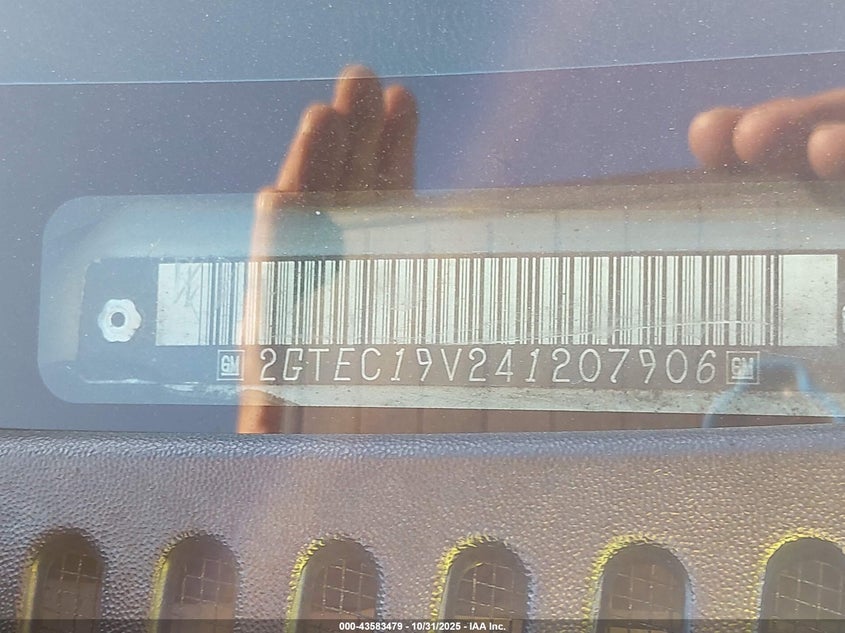 GM 2GTEC19V241207906 GM
000-43583479 - 10/31/2025 - IAA Inc.